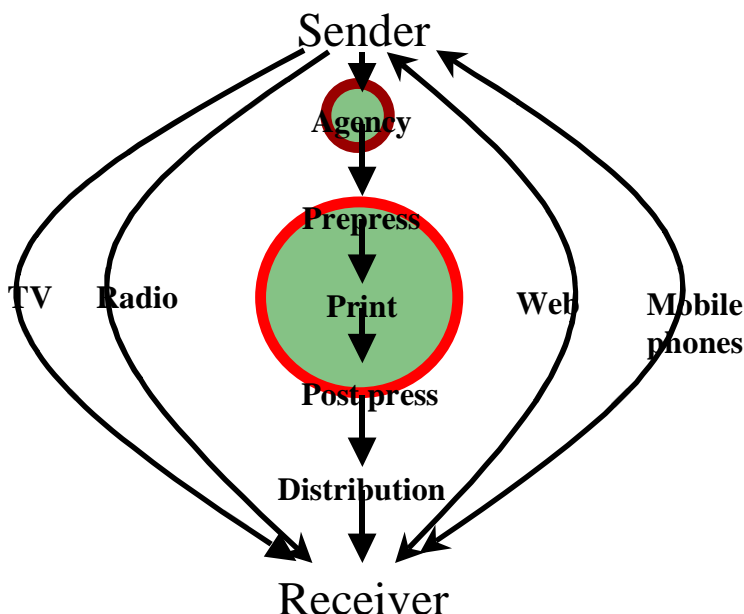 Sender
Agency
Prepress
TV
Radio
Print
Web
Mobile
phones
Post press
Distribution
Receiver